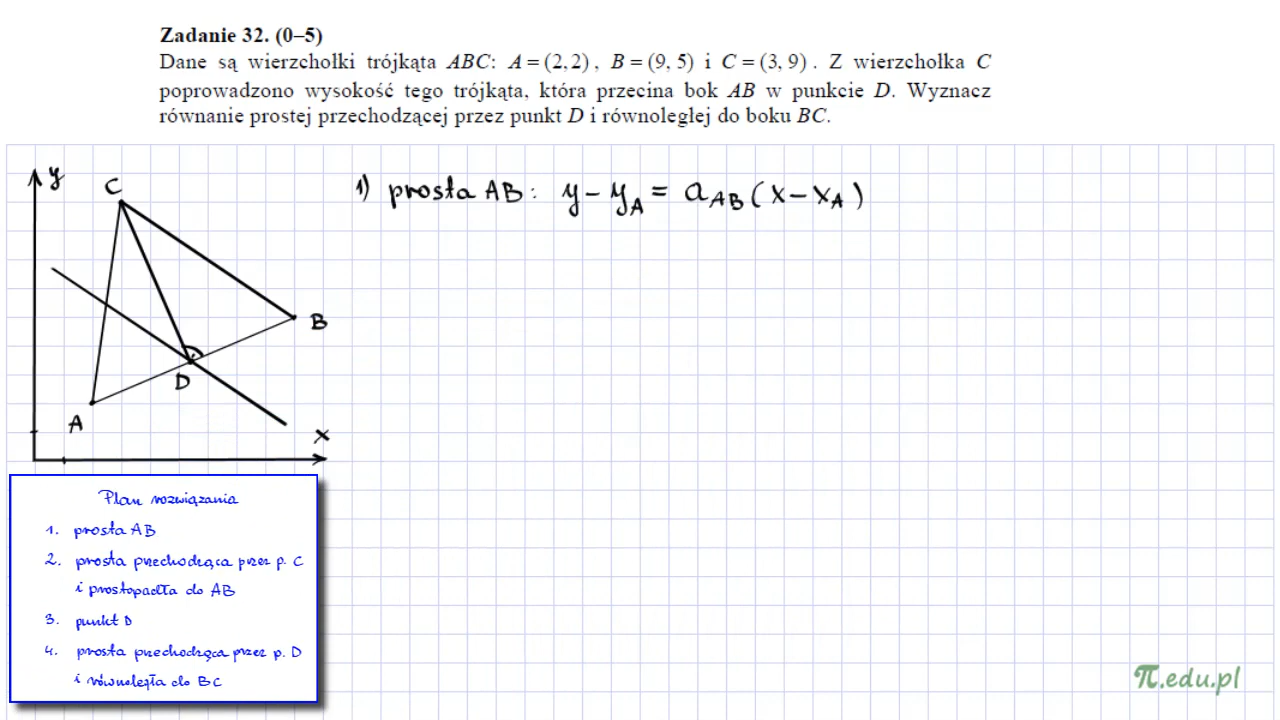 Zadanie 32. (0–5)
Dane są wierzchołki trójkąta ABC: A = (2, 2), B = (9, 5) i C = (3, 9). Z wierzchołka C
poprowadzono wysokość tego trójkąta, która przecina bok AB w punkcie D. Wyznacz
równanie prostej przechodzącej przez punkt D i równoległej do boku BC.
1) prosta AB: y - y_A = a_AB (x - x_A)
y
C
B
D
A
x
Plan rozwiązania
1. prosta AB
2. prosta przechodząca przez p. C
i prostopadła do AB
3. punkt D
4. prosta przechodząca przez p. D
i równoległa do BC
π.edu.pl